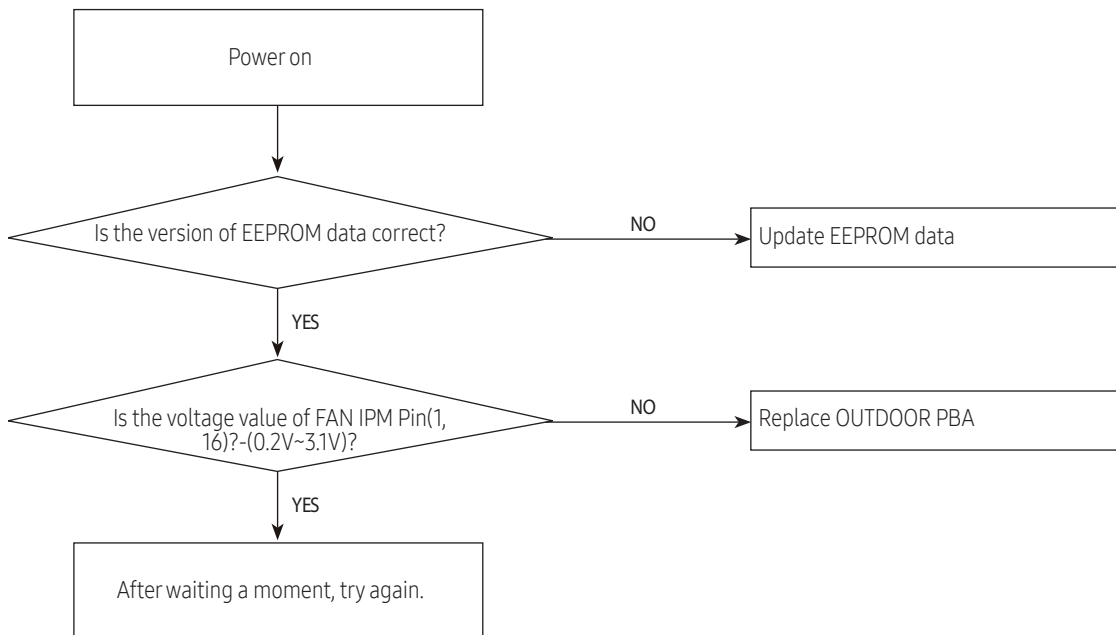 Power on
Is the version of EEPROM data correct?
NO
Update EEPROM data
YES
Is the voltage value of FAN IPM Pin(1,
16)?-(0.2V~3.1V)?
NO
Replace OUTDOOR PBA
YES
After waiting a moment, try again.